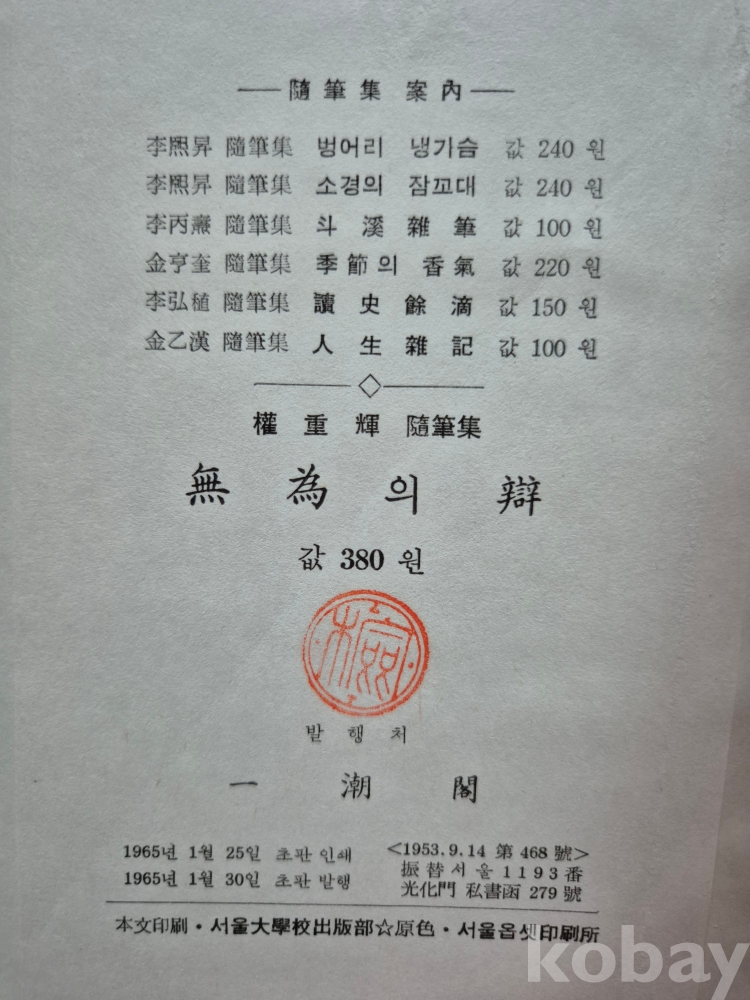 隨筆集 案內
李熙昇 隨筆集 벙어리 냉가슴 값 240 원
李熙昇 隨筆集 소경의 잠꼬대 값 240 원
李丙燾 隨筆集 斗溪雜筆 값 100 원
金亨奎 隨筆集 季節의 香氣 값 220 원
李弘稙 隨筆集 讀史餘滴 값 150 원
金乙漢 隨筆集 人生雜記 값 100 원
權重輝 隨筆集
無為의 辯
값 380 원
檢
발행처
一潮閣
1965년 1월 25일 초판 인쇄
1965년 1월 30일 초판 발행
<1953.9.14 第 468 號>
振替서울 1193番
光化門 私書函 279 號
本文印刷・서울大學校出版部☆原色・서울옵셋印刷所
kobay